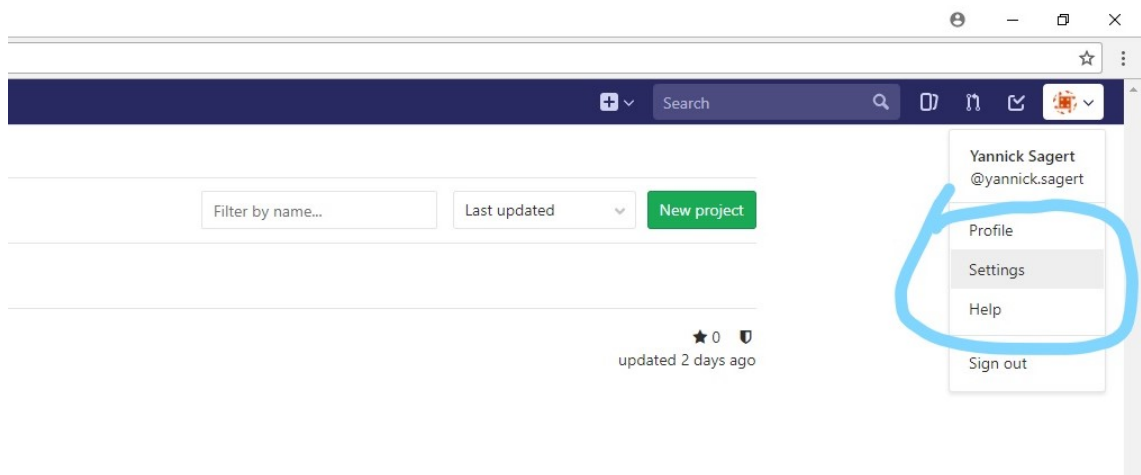 Search
Yannick Sagert
@yannick.sagert
Filter by name...
Last updated
New project
Profile
Settings
Help
0
updated 2 days ago
Sign out